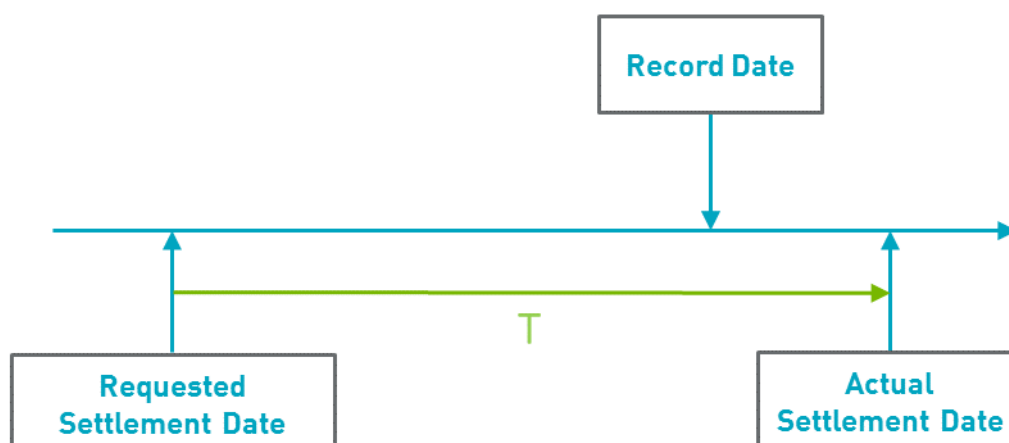 Record Date
T
Requested
Settlement Date
Actual
Settlement Date